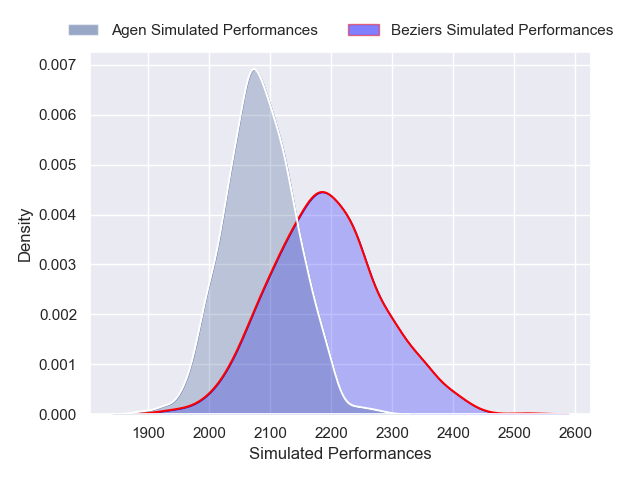 Agen Simulated Performances Beziers Simulated Performances
0.007
0.006
0.005
0.004
0.003
0.002
0.001
0.000
Density
1900 2000 2100 2200 2300 2400 2500 2600
Simulated Performances